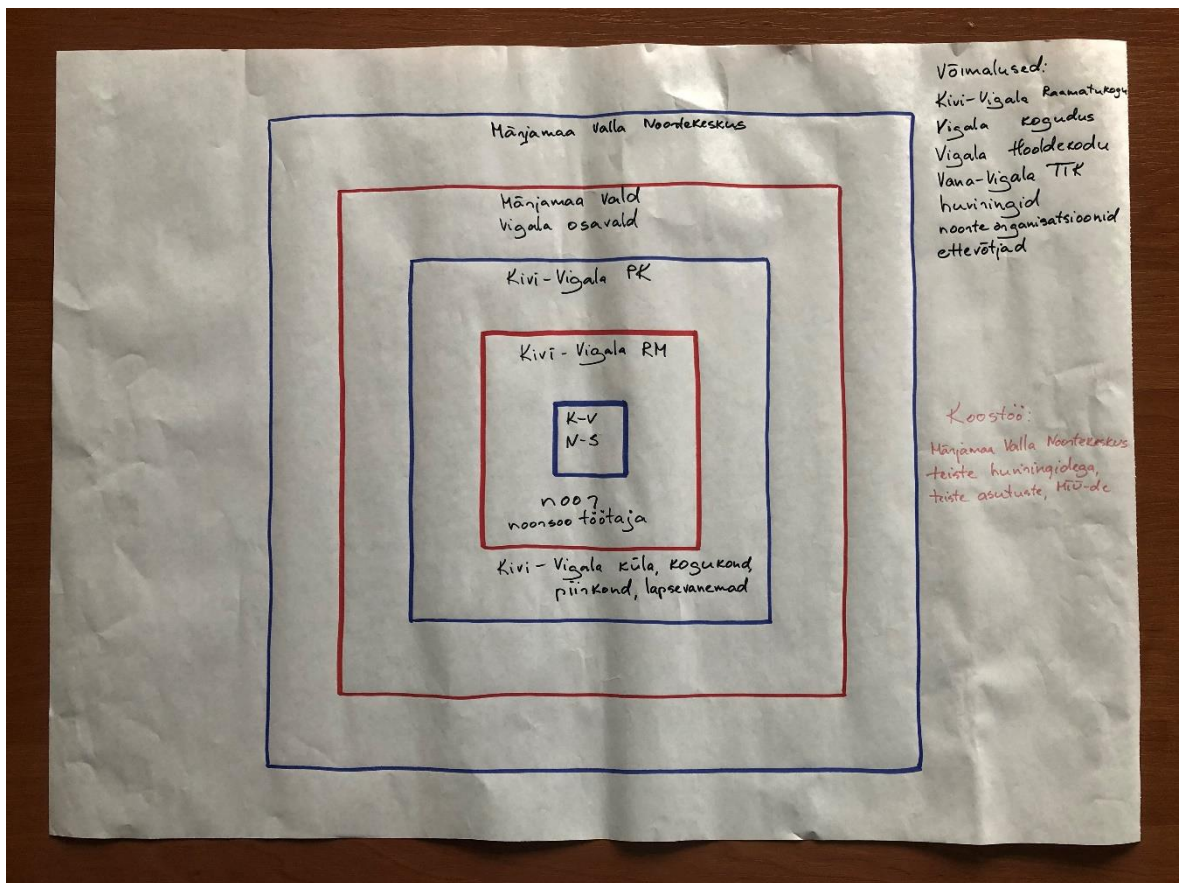 Märjamaa Valla Noortekeskus
Märjamaa Vald
Vigala osavald
Kivi-Vigala PK
Kivi-Vigala RM
K-V
N-S
noor
noorsoo töötaja
Kivi-Vigala küla, kogukond,
piirkond, lapsevanemad
Võimalused:
Kivi-Vigala Raamatukogu
Vigala kogudus
Vigala Hooldekodu
Vana-Vigala TTK
huviringid
noorte organisatsioonid
ettevõtjad
Koostöö:
Märjamaa Valla Noortekeskus
teiste huviringidega,
teiste asutuste, MTÜ-de